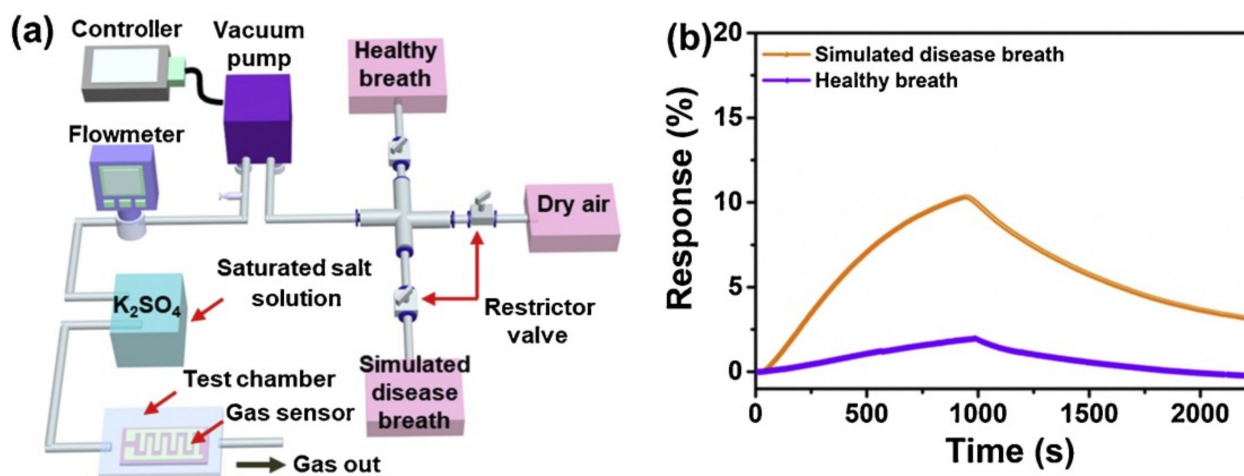 (a)
Controller
Vacuum
pump
Healthy
breath
Flowmeter
Dry air
Saturated salt
solution
K₂SO₄
Restrictor
valve
Simulated
disease
breath
Test chamber
Gas sensor
Gas out
(b)
20
15
10
5
0
Response (%)
Simulated disease breath
Healthy breath
0
500
1000
1500
2000
Time (s)